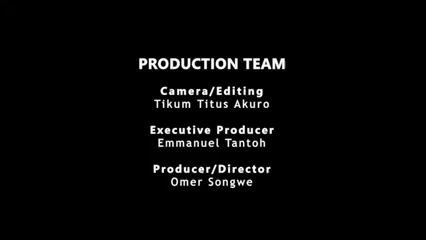 PRODUCTION TEAM
Camera/Editing
Tikum Titus Akuro
Executive Producer
Emmanuel Tantoh
Producer/Director
Omer Songwe